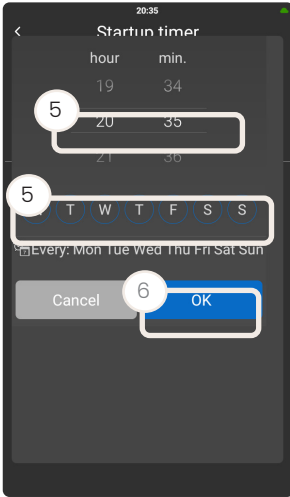 20:35
Startup timer
hour min.
19 34
5
20 35
21 36
5
T W T F S S
Every: Mon Tue Wed Thu Fri Sat Sun
6
Cancel OK